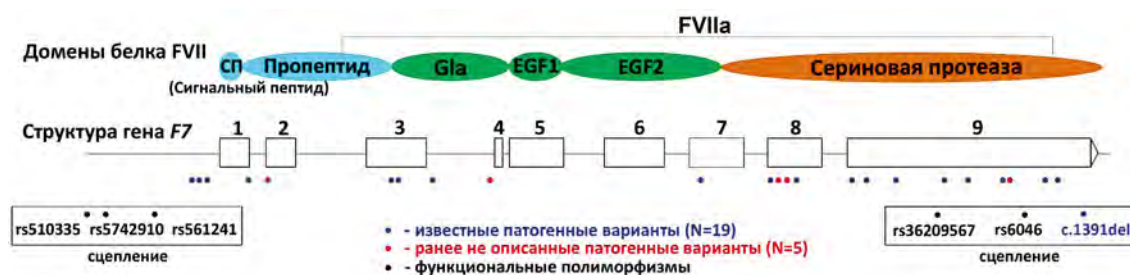 FVIIa
Домены белка FVII
СП Пропептид Gla EGF1 EGF2 Сериновая протеаза
(Сигнальный пептид)
Структура гена F7
1 2 3 4 5 6 7 8 9
rs510335 rs5742910 rs561241
сцепление
- известные патогенные варианты (N=19)
- ранее не описанные патогенные варианты (N=5)
- функциональные полиморфизмы
rs36209567 rs6046 c.1391del
сцепление